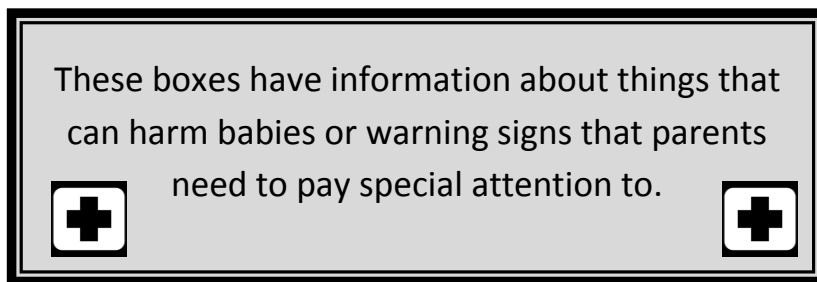 These boxes have information about things that
can harm babies or warning signs that parents
need to pay special attention to.